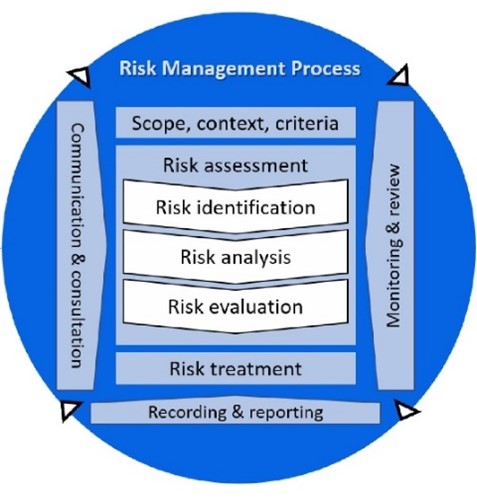 Risk Management Process
Scope, context, criteria
Risk assessment
Risk identification
Risk analysis
Risk evaluation
Risk treatment
Communication & consultation
Monitoring & review
Recording & reporting